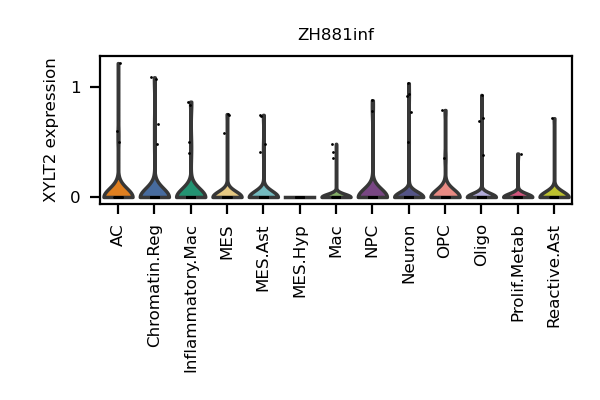 ZH881inf
XYLT2 expression
1
0
AC
Chromatin.Reg
Inflammatory.Mac
MES
MES.Ast
MES.Hyp
Mac
NPC
Neuron
OPC
Oligo
Prolif.Metab
Reactive.Ast